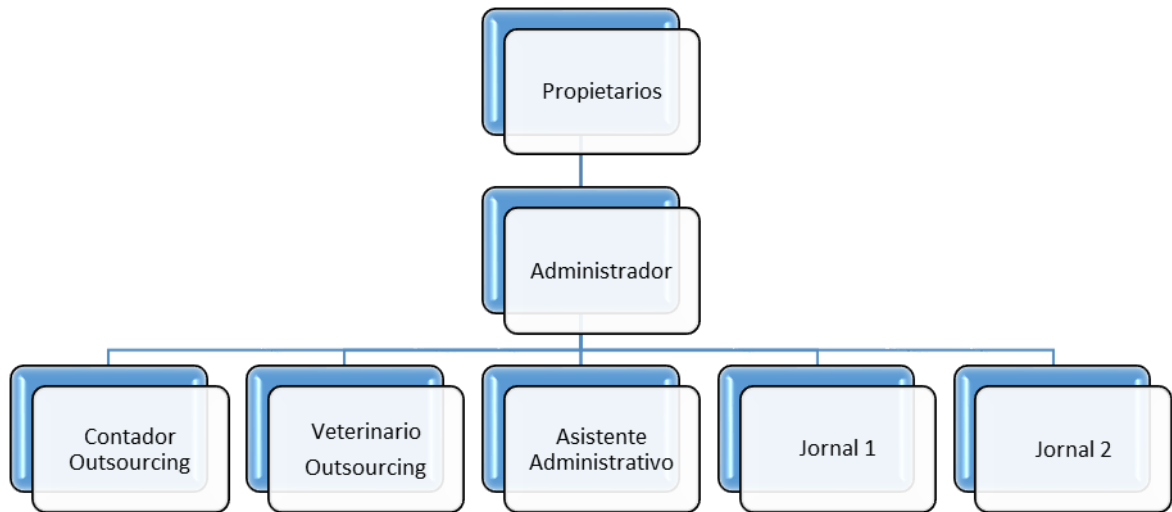 Propietarios
Administrador
Contador
Outsourcing
Veterinario
Outsourcing
Asistente
Administrativo
Jornal 1
Jornal 2